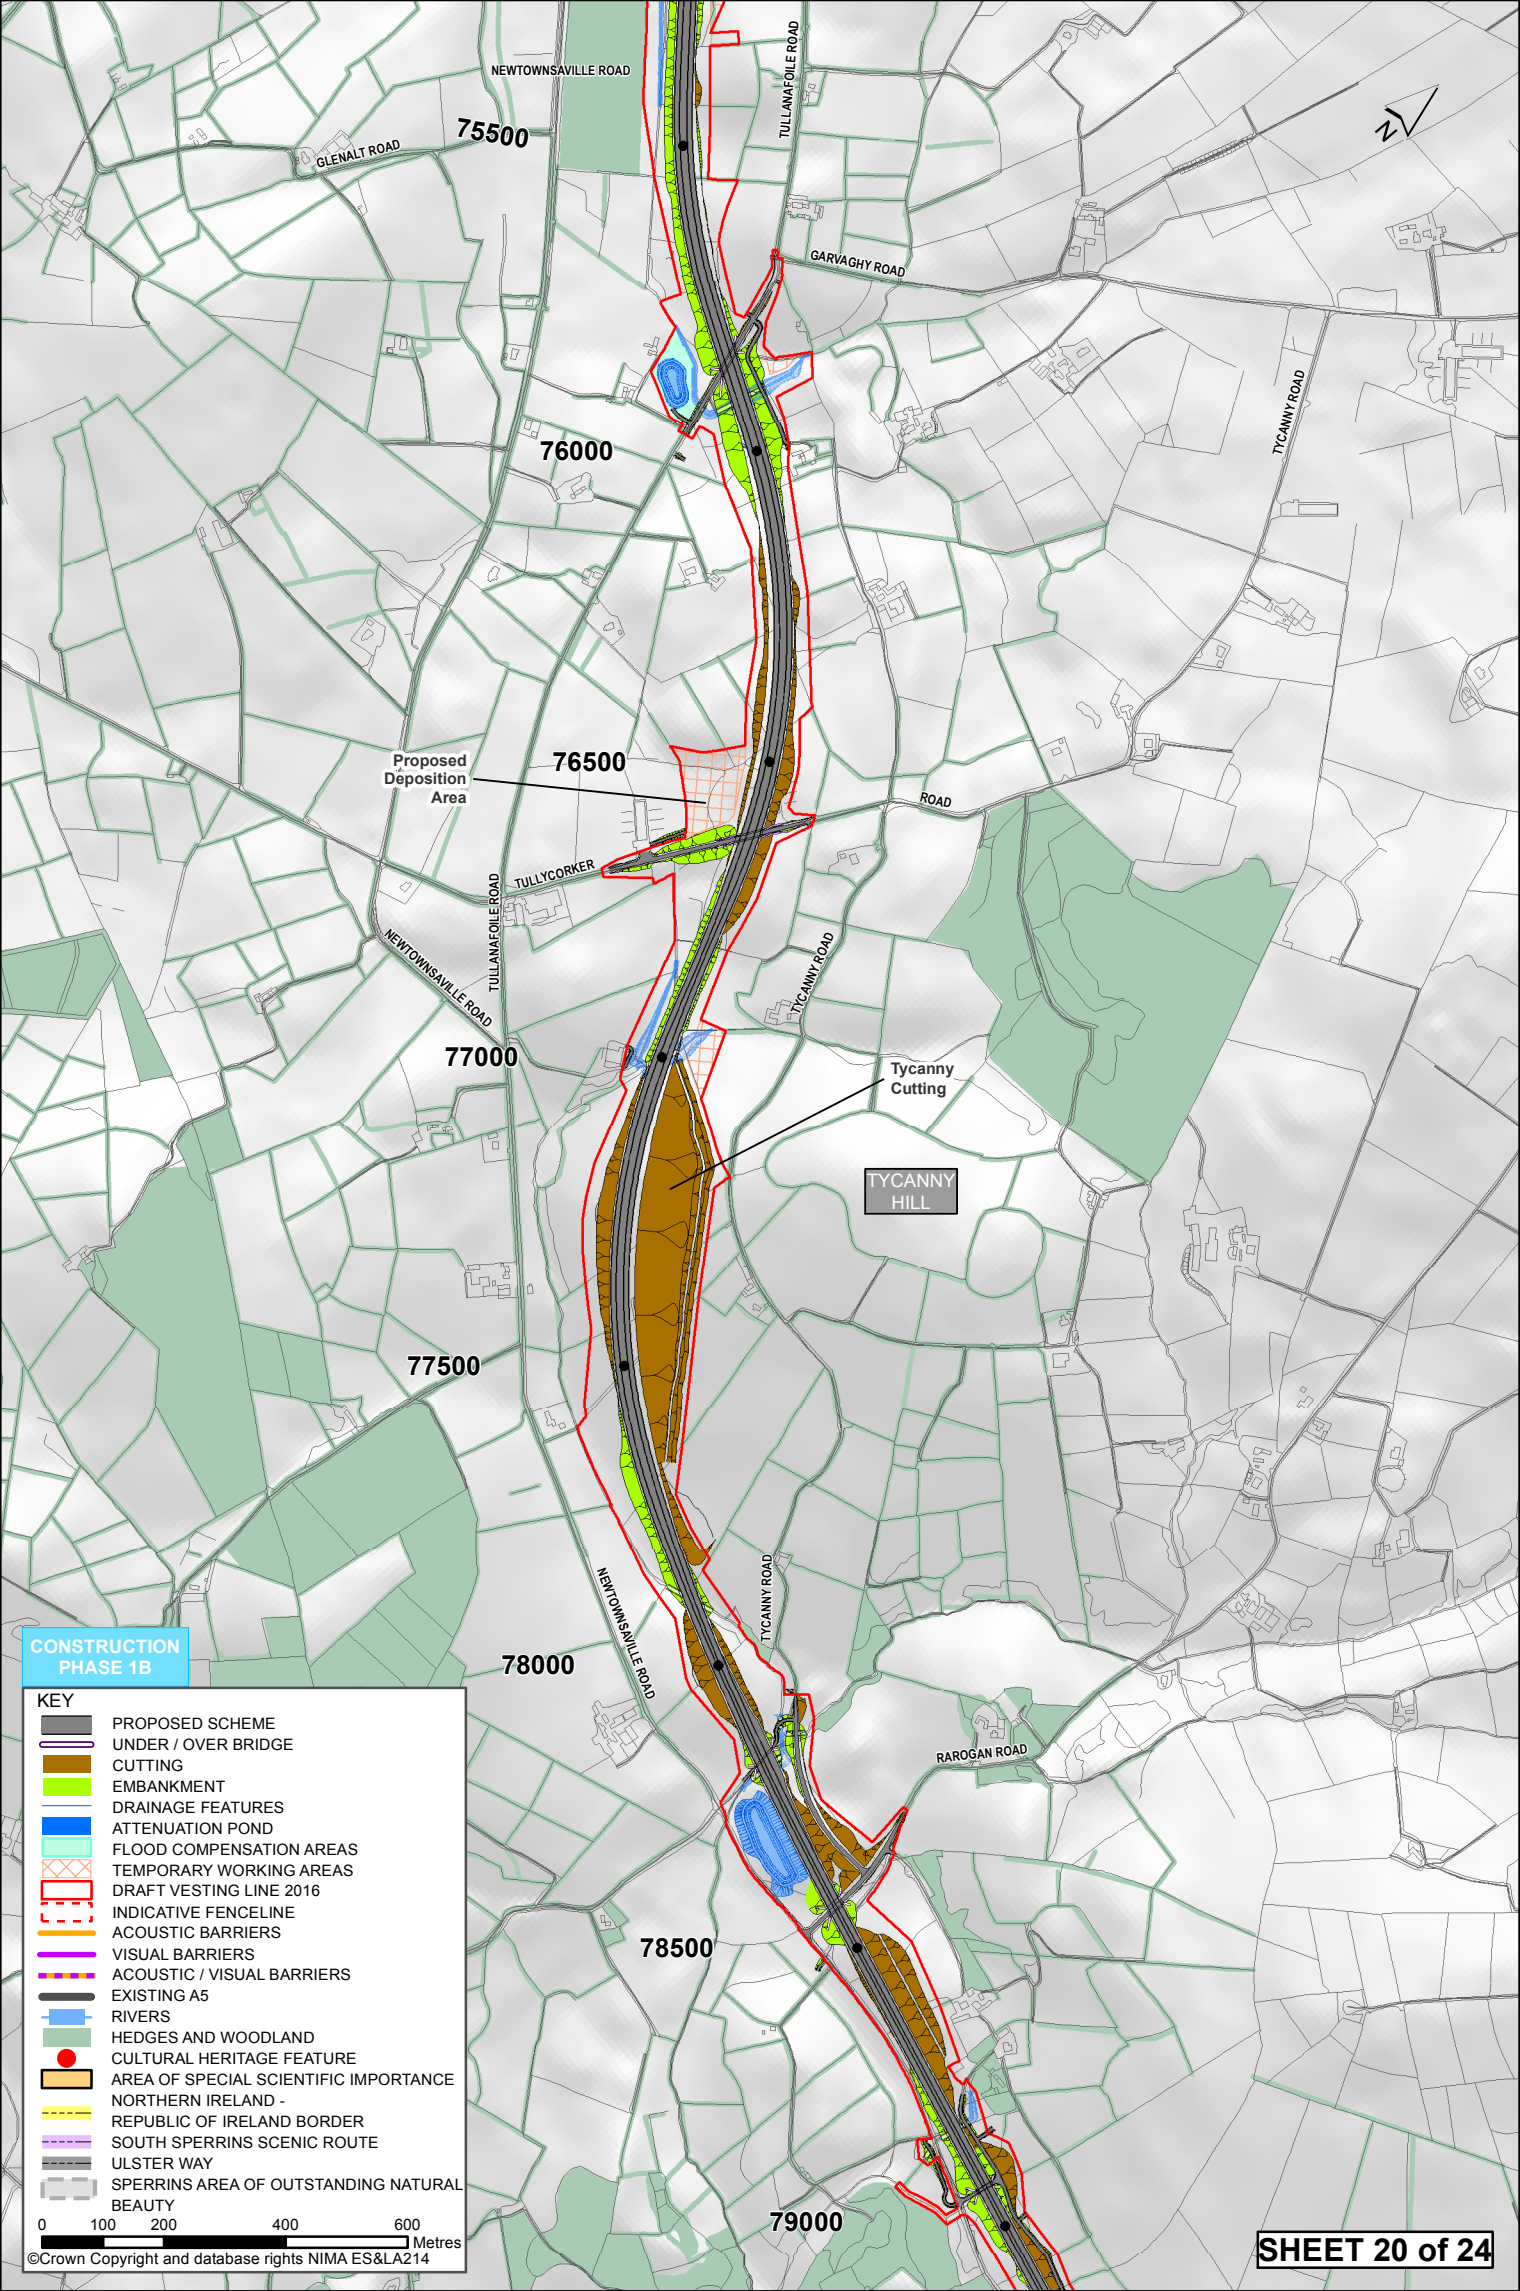 NEWTOWNSAVILLE ROAD
TULLANAFOILE ROAD
75500
GLENALT ROAD
N
GARVAGHY ROAD
TYCANNY ROAD
76000
Proposed
Deposition
Area
76500
ROAD
TULLYCORKER
TULLANAFOILE ROAD
NEWTOWNSAVILLE ROAD
TYCANNY ROAD
77000
Tycanny
Cutting
TYCANNY
HILL
77500
TYCANNY ROAD
NEWTOWNSAVILLE ROAD
78000
RAROGAN ROAD
78500
79000
CONSTRUCTION
PHASE 1B
KEY
PROPOSED SCHEME
UNDER / OVER BRIDGE
CUTTING
EMBANKMENT
DRAINAGE FEATURES
ATTENUATION POND
FLOOD COMPENSATION AREAS
TEMPORARY WORKING AREAS
DRAFT VESTING LINE 2016
INDICATIVE FENCELINE
ACOUSTIC BARRIERS
VISUAL BARRIERS
ACOUSTIC / VISUAL BARRIERS
EXISTING A5
RIVERS
HEDGES AND WOODLAND
CULTURAL HERITAGE FEATURE
AREA OF SPECIAL SCIENTIFIC IMPORTANCE
NORTHERN IRELAND -
REPUBLIC OF IRELAND BORDER
SOUTH SPERRINS SCENIC ROUTE
ULSTER WAY
SPERRINS AREA OF OUTSTANDING NATURAL
BEAUTY
0 100 200 400 600
Metres
©Crown Copyright and database rights NIMA ES&LA214
SHEET 20 of 24